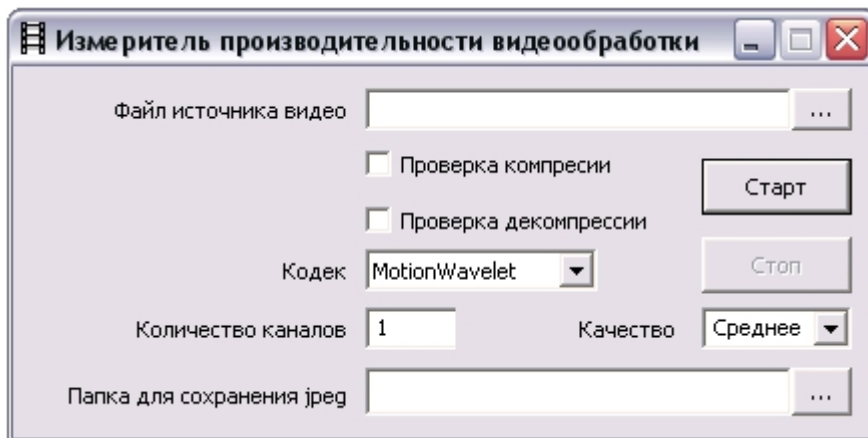 Измеритель производительности видеообработки
Файл источника видео ...
Проверка компресии
Старт
Проверка декомпрессии
Кодек MotionWavelet
Стоп
Количество каналов 1 Качество Среднее
Папка для сохранения jpeg ...